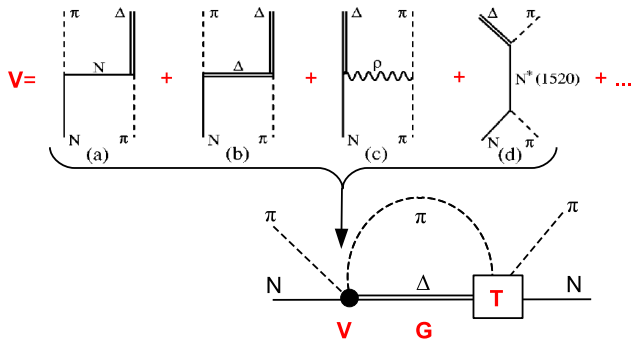 π Δ π Δ Δ π Δ π
V= N + Δ + ρ + N*(1520) + ...
N π N π N π N π
(a) (b) (c) (d)
π π π
N Δ T N
V G